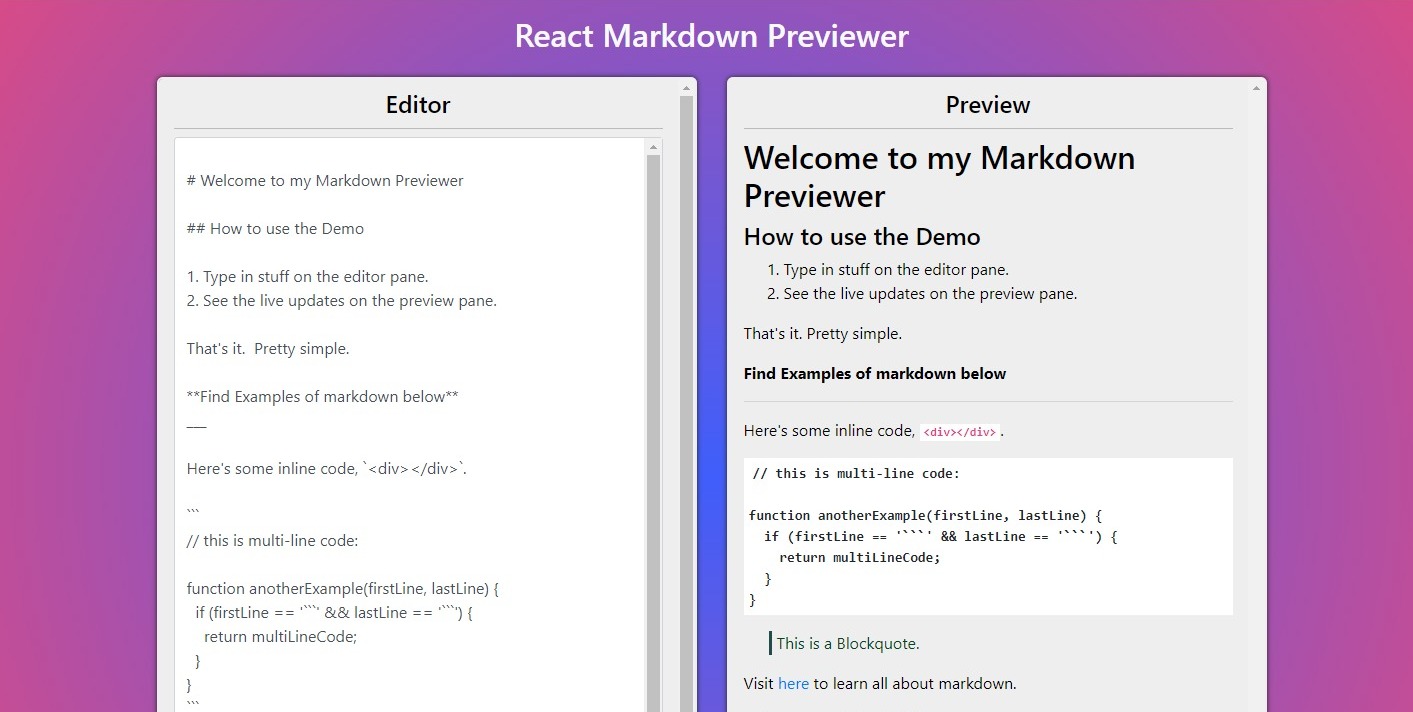 React Markdown Previewer
Editor
# Welcome to my Markdown Previewer
## How to use the Demo
1. Type in stuff on the editor pane.
2. See the live updates on the preview pane.
That's it.  Pretty simple.
**Find Examples of markdown below**
___
Here's some inline code, `<div></div>`.
```
// this is multi-line code:
function anotherExample(firstLine, lastLine) {
  if (firstLine == '```' && lastLine == '```') {
    return multiLineCode;
  }
}
```
Preview
Welcome to my Markdown
Previewer
How to use the Demo
1. Type in stuff on the editor pane.
2. See the live updates on the preview pane.
That's it. Pretty simple.
Find Examples of markdown below
Here's some inline code, <div></div>.
// this is multi-line code:
function anotherExample(firstLine, lastLine) {
  if (firstLine == '```' && lastLine == '```') {
    return multiLineCode;
  }
}
This is a Blockquote.
Visit here to learn all about markdown.